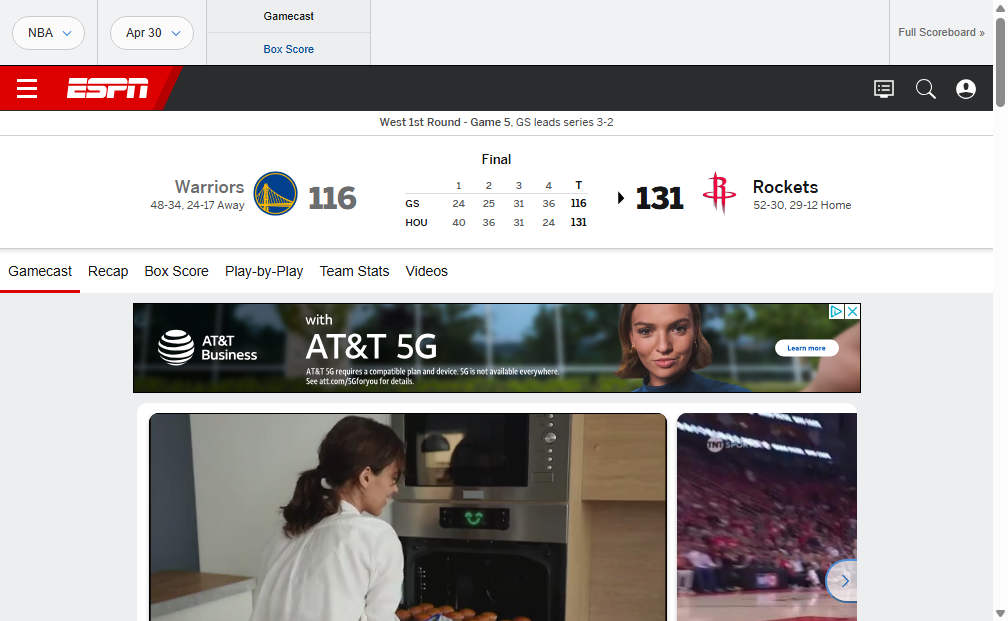 NBA
Apr 30
Gamecast
Box Score
Full Scoreboard »
ESPN
West 1st Round - Game 5, GS leads series 3-2
Final
Warriors
48-34, 24-17 Away
116
1 2 3 4 T
GS 24 25 31 36 116
HOU 40 36 31 24 131
131
Rockets
52-30, 29-12 Home
Gamecast Recap Box Score Play-by-Play Team Stats Videos
AT&T
Business
with
AT&T 5G
AT&T 5G requires a compatible plan and device. 5G is not available everywhere.
See att.com/5Gforyou for details.
Learn more
TNT SPORTS